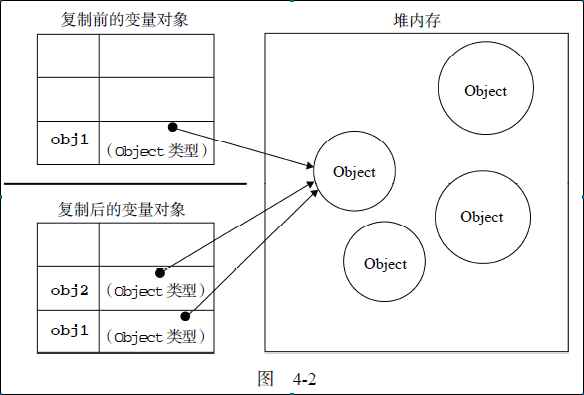 复制前的变量对象
obj1
（Object 类型）
复制后的变量对象
obj2
（Object 类型）
obj1
（Object 类型）
堆内存
Object
Object
Object
Object
图 4-2